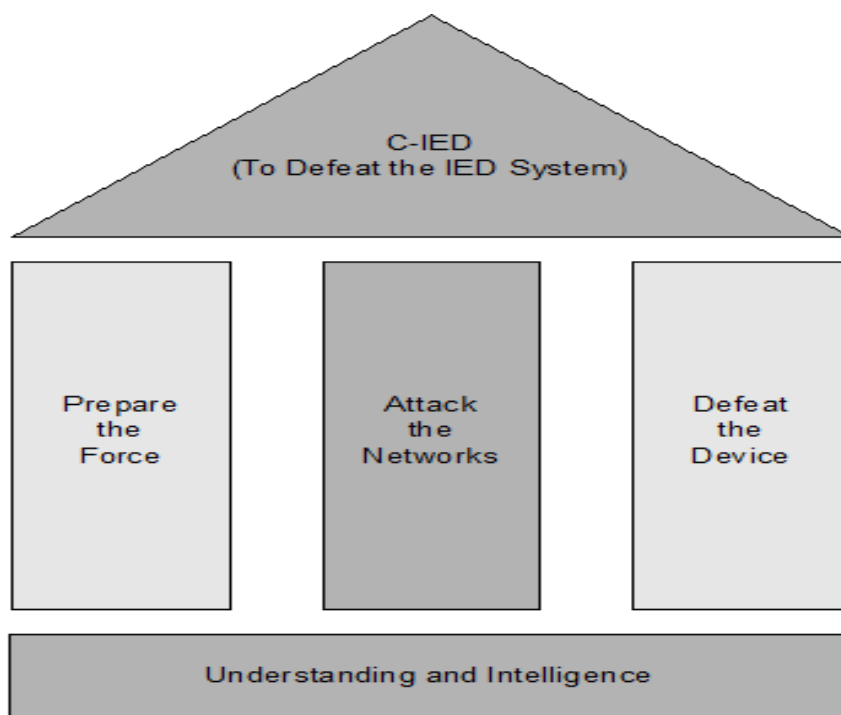 C-IED
(To Defeat the IED System)
Prepare
the
Force
Attack
the
Networks
Defeat
the
Device
Understanding and Intelligence